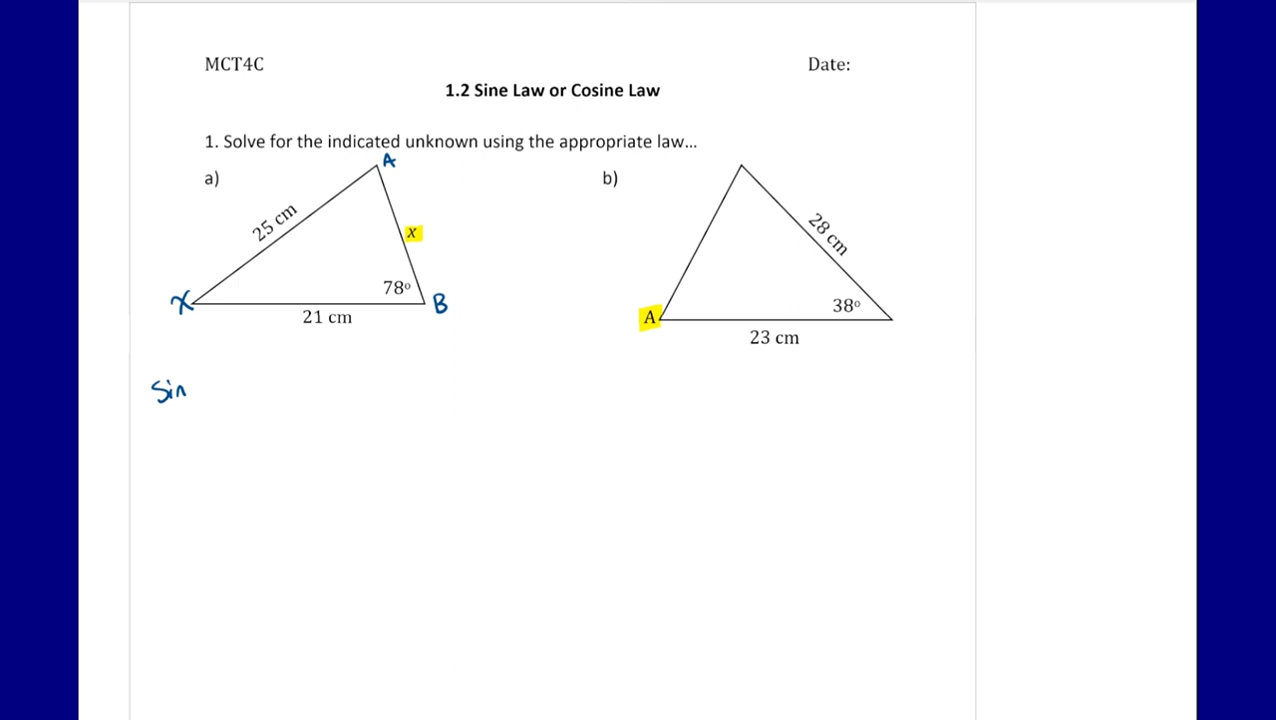 MCT4C Date:
1.2 Sine Law or Cosine Law
1. Solve for the indicated unknown using the appropriate law...
a) A b)
25 cm x 28 cm
X 78° B A 38°
21 cm 23 cm
Sin